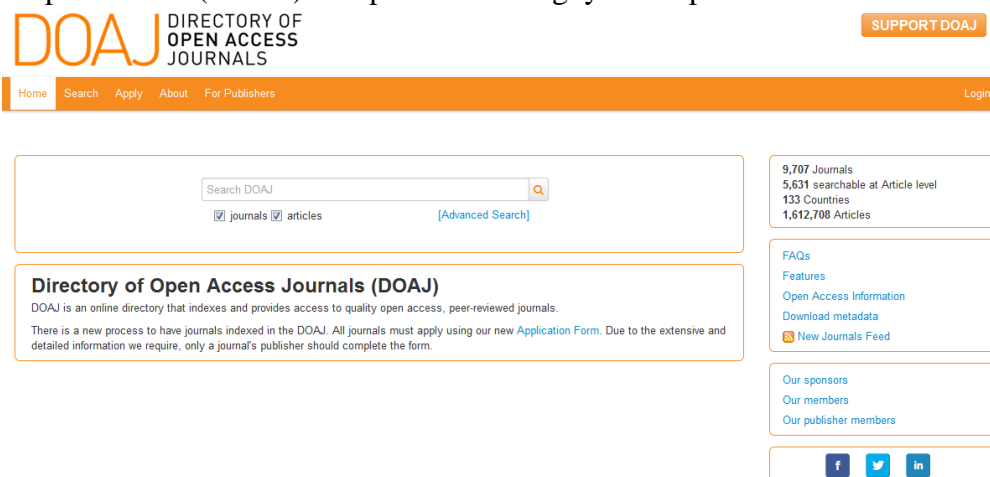 DOAJ DIRECTORY OF
OPEN ACCESS
JOURNALS
SUPPORT DOAJ
Home Search Apply About For Publishers Login
Search DOAJ
journals articles [Advanced Search]
Directory of Open Access Journals (DOAJ)
DOAJ is an online directory that indexes and provides access to quality open access, peer-reviewed journals.
There is a new process to have journals indexed in the DOAJ. All journals must apply using our new Application Form. Due to the extensive and
detailed information we require, only a journal's publisher should complete the form.
9,707 Journals
5,631 searchable at Article level
133 Countries
1,612,708 Articles
FAQs
Features
Open Access Information
Download metadata
New Journals Feed
Our sponsors
Our members
Our publisher members
f
in